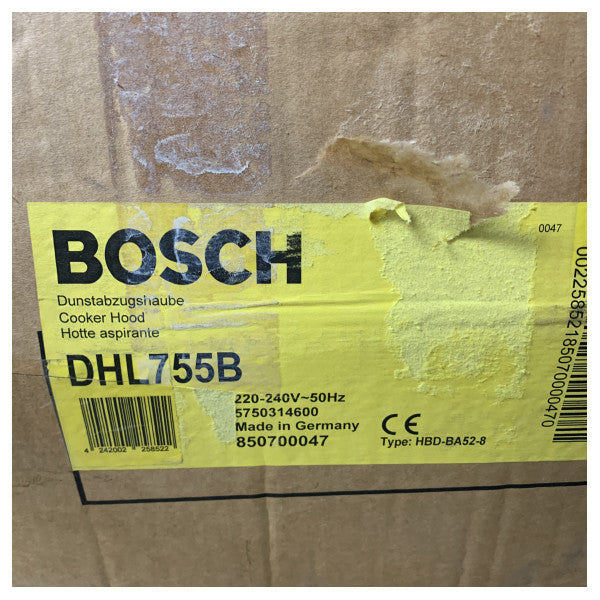 0047
BOSCH
Dunstabzugshaube
Cooker Hood
Hotte aspirante
DHL755B
220-240V~50Hz
5750314600
Made in Germany
850700047
CE
Type: HBD-BA52-8
4 242002 258522
00225852185070000470